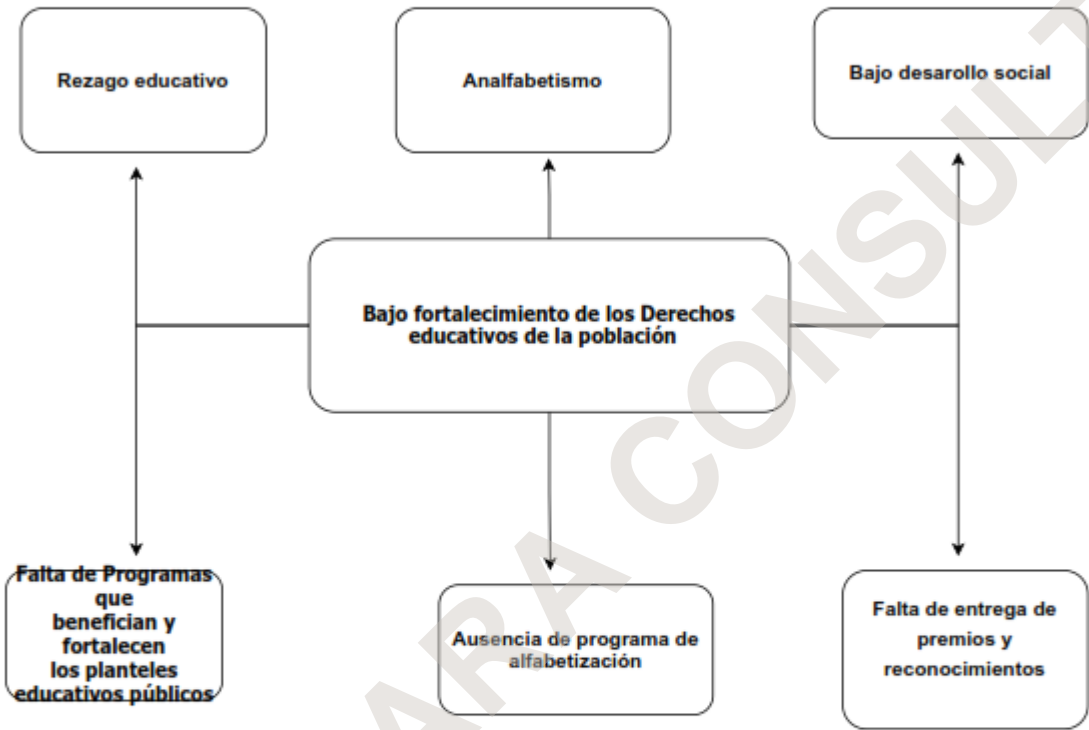 Rezago educativo
Analfabetismo
Bajo desarollo social
Bajo fortalecimiento de los Derechos
educativos de la población
Falta de Programas
que
benefician y
fortalecen
los planteles
educativos públicos
Ausencia de programa de
alfabetización
Falta de entrega de
premios y
reconocimientos
ARA CONSUL